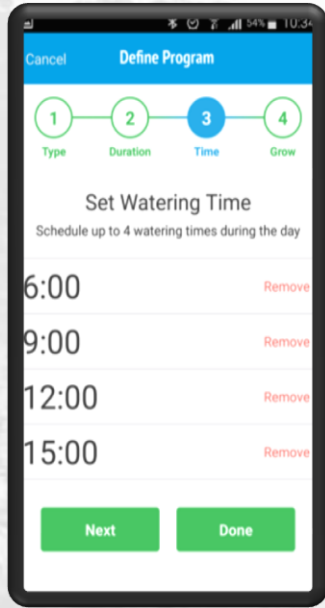 54% 10:34
Cancel Define Program
1 2 3 4
Type Duration Time Grow
Set Watering Time
Schedule up to 4 watering times during the day
6:00 Remove
9:00 Remove
12:00 Remove
15:00 Remove
Next Done